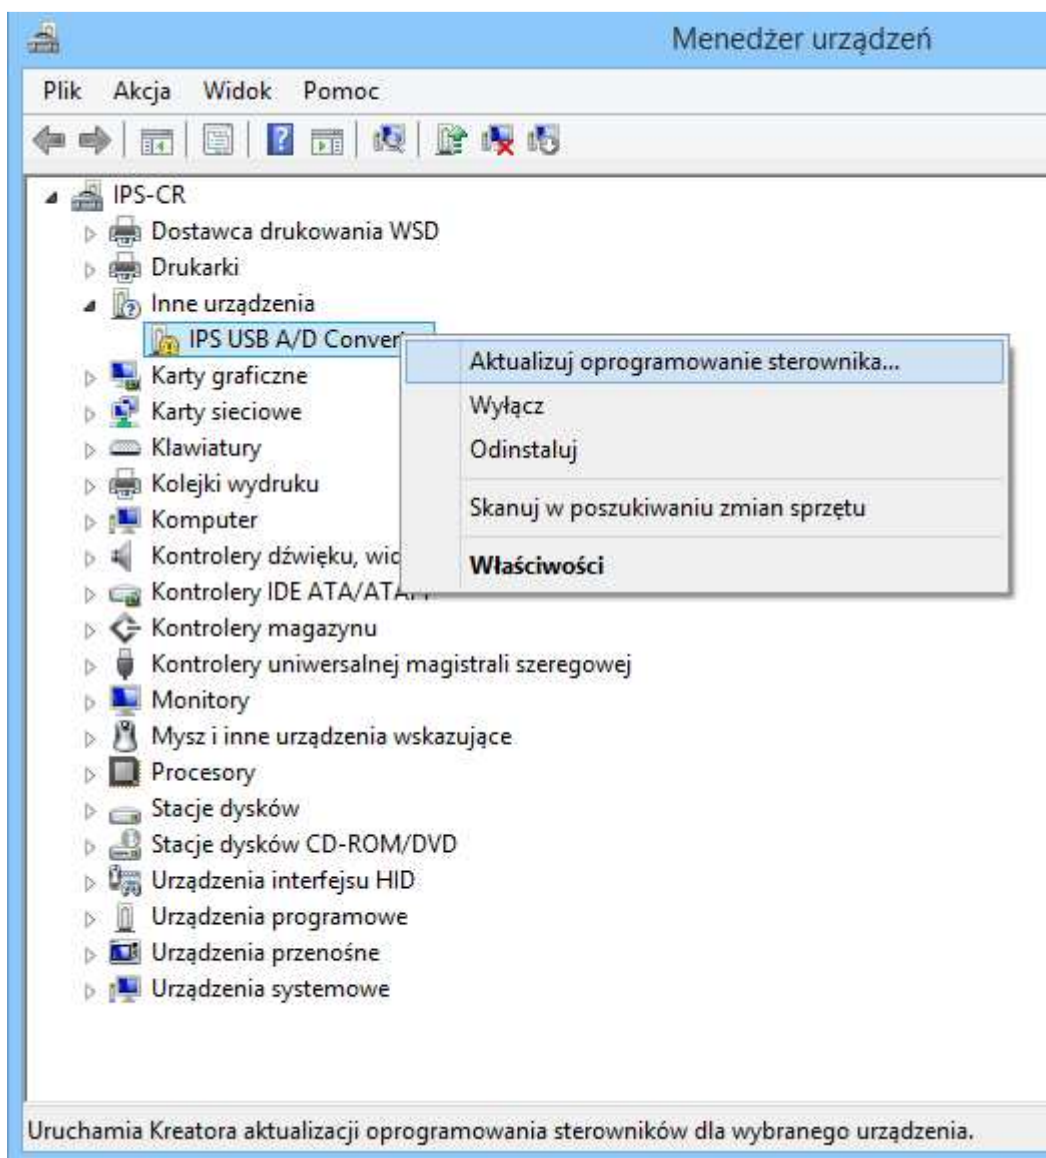 Menedżer urządzeń
Plik Akcja Widok Pomoc
IPS-CR
Dostawca drukowania WSD
Drukarki
Inne urządzenia
IPS USB A/D
Aktualizuj oprogramowanie sterownika...
Karty graficzne
Wyłącz
Karty sieciowe
Klawiatury
Odinstaluj
Kolejki wydruku
Skanuj w poszukiwaniu zmian sprzętu
Komputer
Kontrolery dźwięku,
Właściwości
Kontrolery IDE
Kontrolery magazynu
Kontrolery uniwersalnej magistrali szeregowej
Monitory
Mysz i inne urządzenia wskazujące
Procesory
Stacje dysków
Stacje dysków CD-ROM/DVD
Urządzenia interfejsu HID
Urządzenia programowe
Urządzenia przenośne
Urządzenia systemowe
Uruchamia Kreatora aktualizacji oprogramowania sterowników dla wybranego urządzenia.